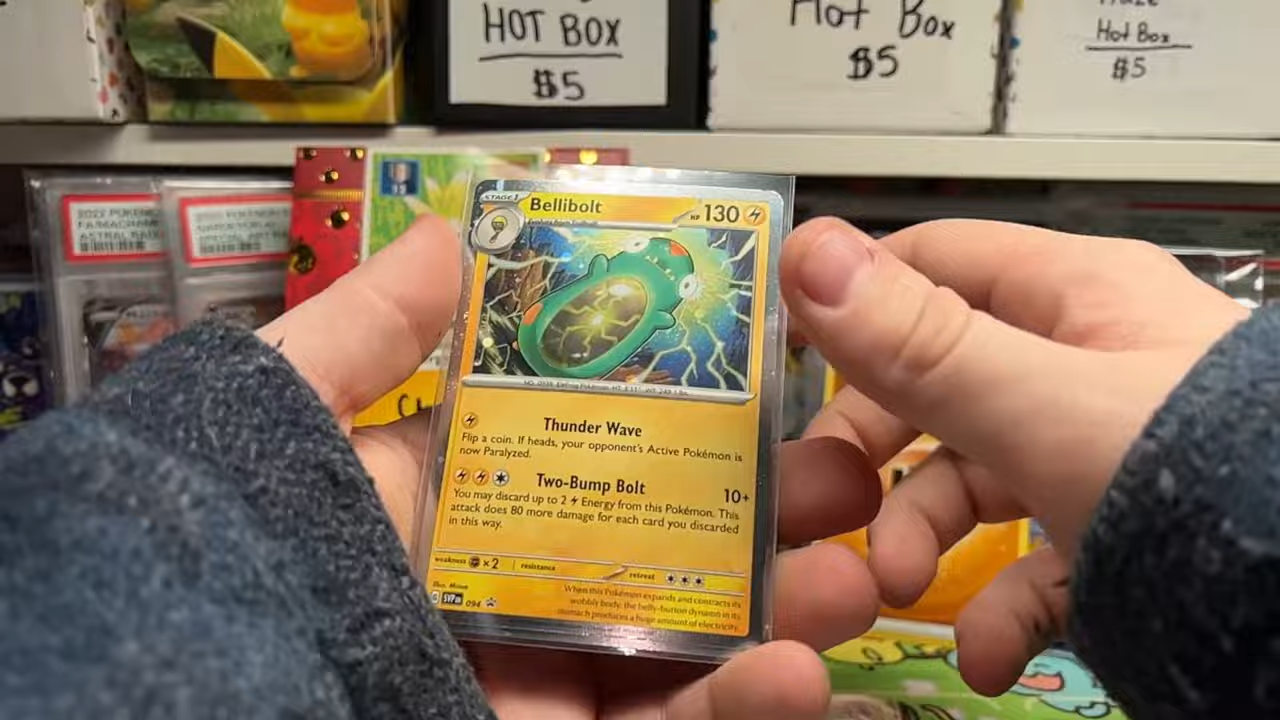 HOT BOX
$5
Hot Box
$5
Hot Box
$5
STAGE 1
Bellibolt
HP 130
Thunder Wave
Flip a coin. If heads, your opponent's Active Pokémon is
now Paralyzed.
Two-Bump Bolt 10+
You may discard up to 2 Energy from this Pokémon. This
attack does 80 more damage for each card you discarded
in this way.
weakness ×2 resistance retreat
When this Pokémon expands and contracts its
wobbly body, the belly-button dynamo in its
stomach produces a huge amount of electricity.
SVP EN 094